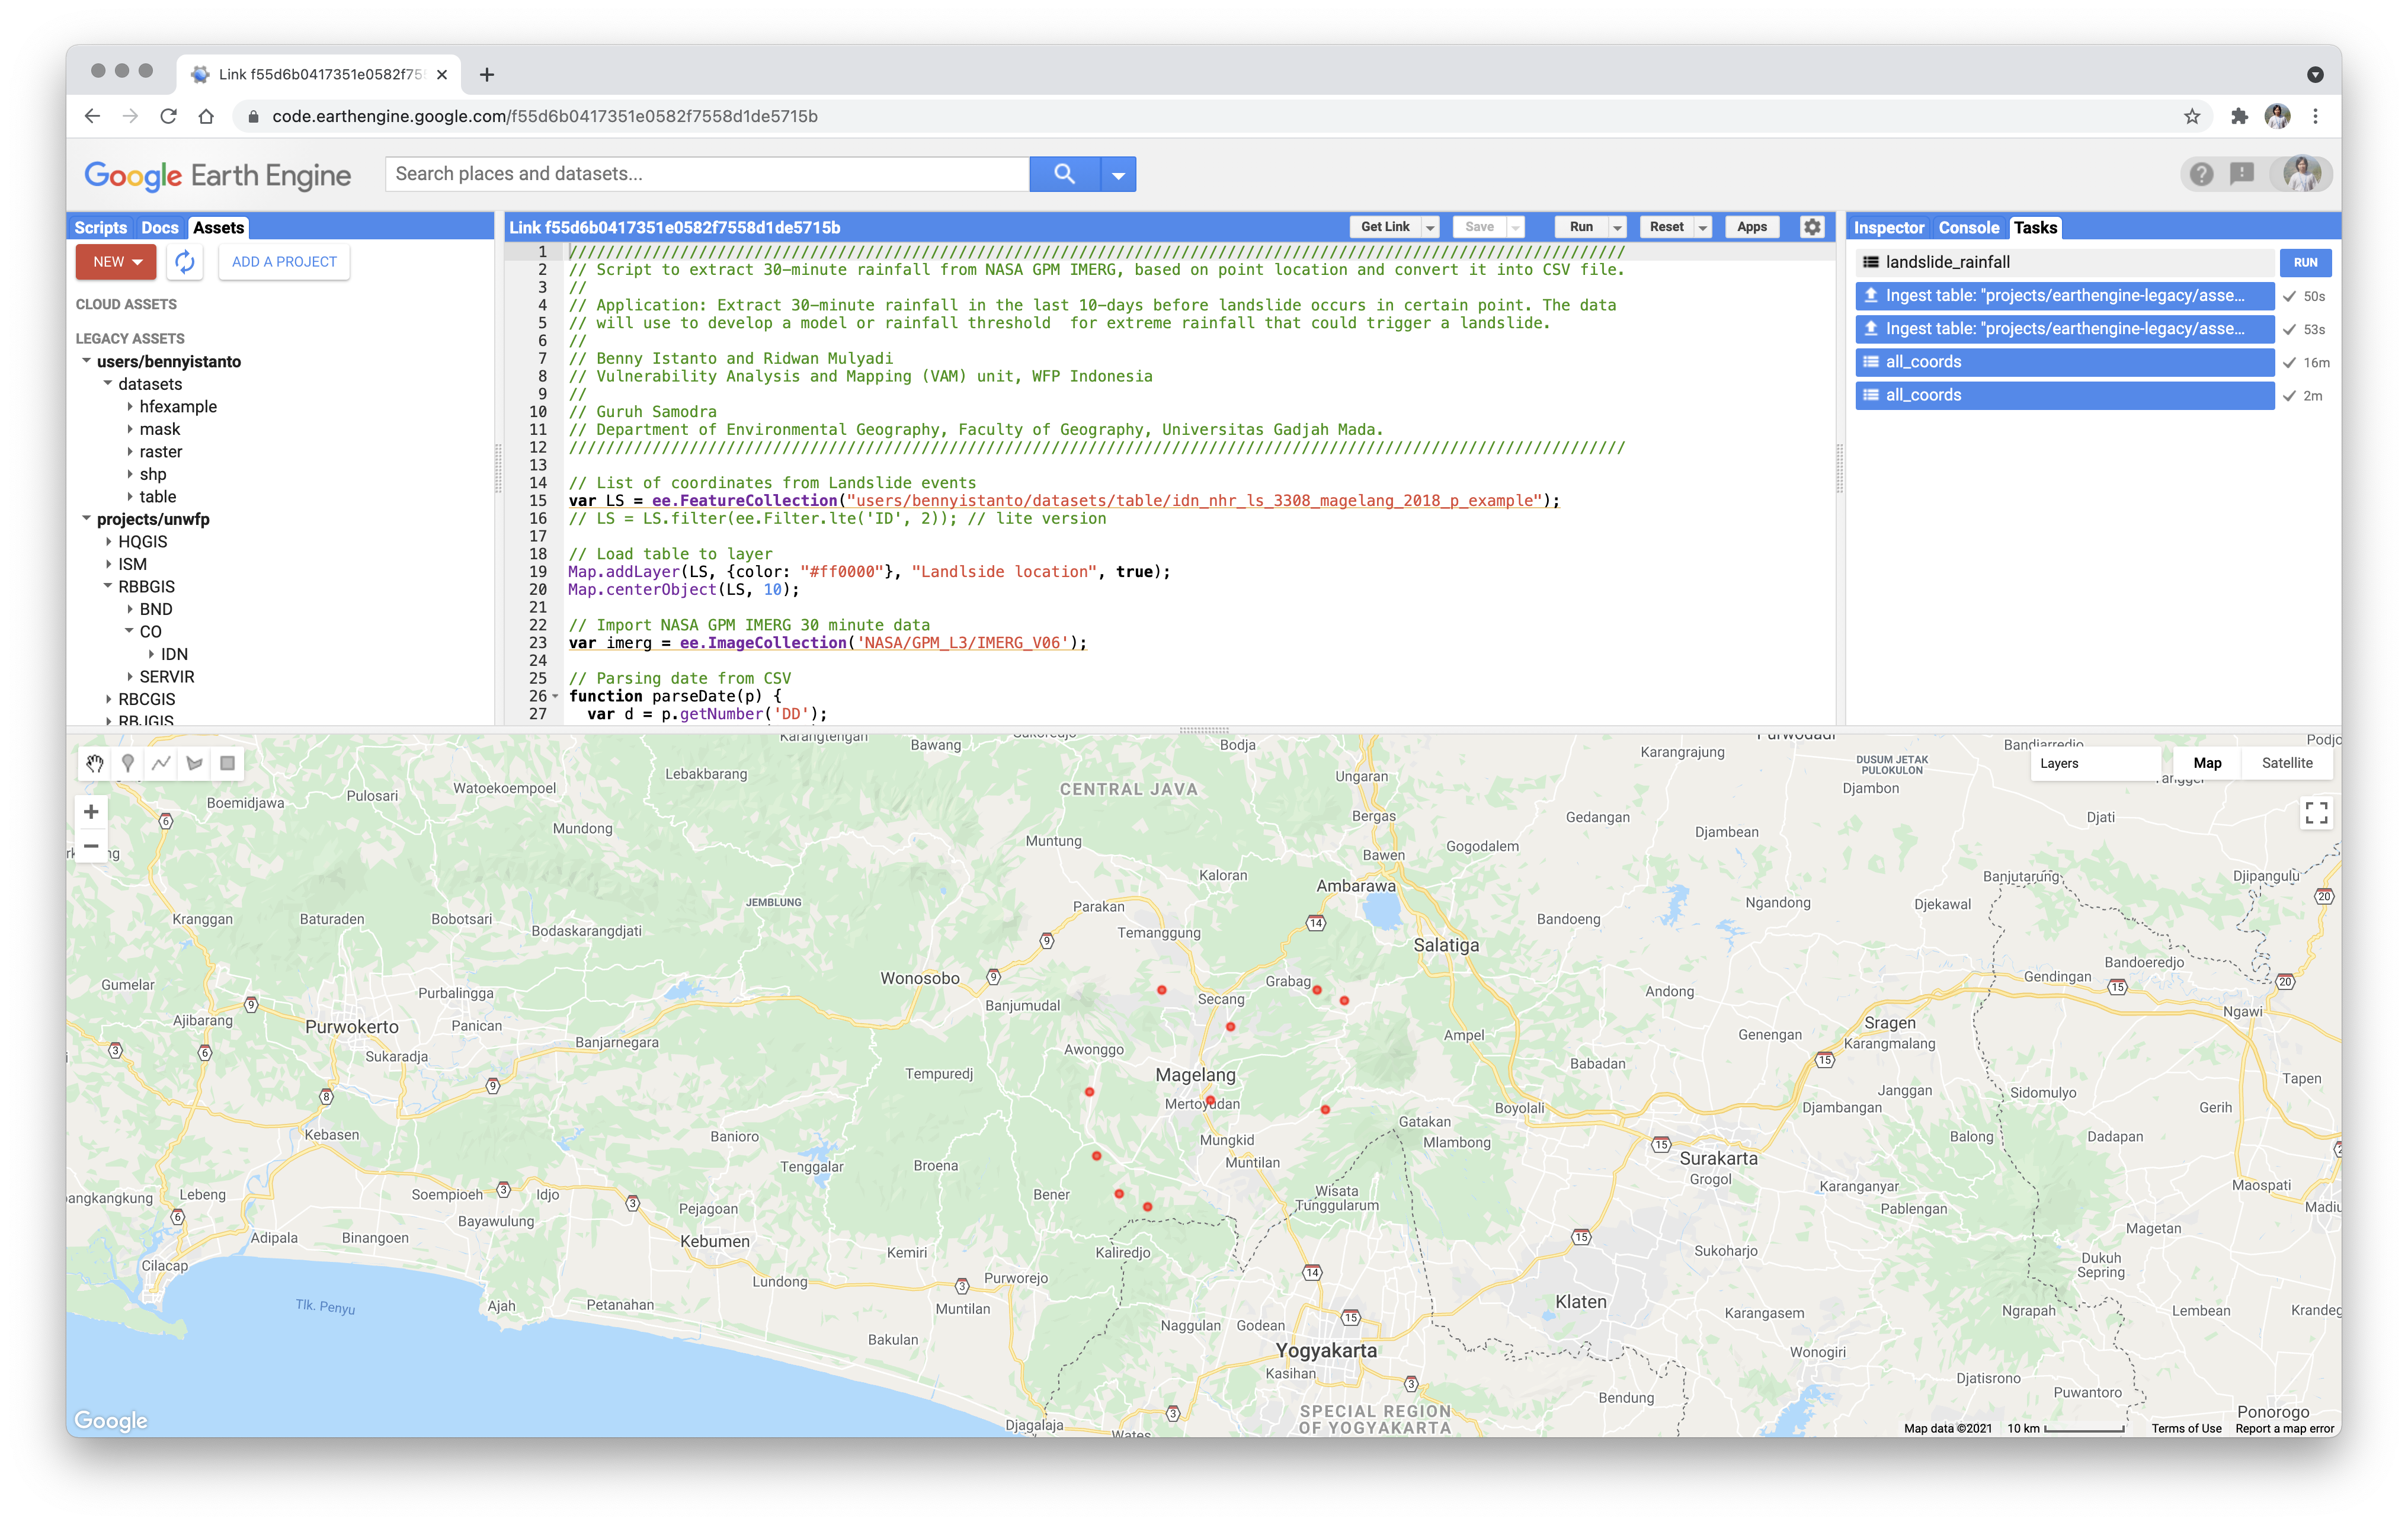 Link f55d6b0417351e0582f755
code.earthengine.google.com/f55d6b0417351e0582f7558d1de5715b
Google Earth Engine
Search places and datasets...
Scripts Docs Assets
NEW
ADD A PROJECT
CLOUD ASSETS
LEGACY ASSETS
users/bennyistanto
datasets
hfexample
mask
raster
shp
table
projects/unwfp
HQGIS
ISM
RBBGIS
BND
CO
IDN
SERVIR
RBCGIS
RBJGIS
Link f55d6b0417351e0582f7558d1de5715b
Get Link
Save
Run
Reset
Apps
1 //////////////////////////////////////////////////////////////////////////////////////////////////////////////////
2 // Script to extract 30-minute rainfall from NASA GPM IMERG, based on point location and convert it into CSV file.
3 //
4 // Application: Extract 30-minute rainfall in the last 10-days before landslide occurs in certain point. The data
5 // will use to develop a model or rainfall threshold  for extreme rainfall that could trigger a landslide.
6 //
7 // Benny Istanto and Ridwan Mulyadi
8 // Vulnerability Analysis and Mapping (VAM) unit, WFP Indonesia
9 //
10 // Guruh Samodra
11 // Department of Environmental Geography, Faculty of Geography, Universitas Gadjah Mada.
12 //////////////////////////////////////////////////////////////////////////////////////////////////////////////////
13
14 // List of coordinates from Landslide events
15 var LS = ee.FeatureCollection("users/bennyistanto/datasets/table/idn_nhr_ls_3308_magelang_2018_p_example");
16 // LS = LS.filter(ee.Filter.lte('ID', 2)); // lite version
17
18 // Load table to layer
19 Map.addLayer(LS, {color: "#ff0000"}, "Landlside location", true);
20 Map.centerObject(LS, 10);
21
22 // Import NASA GPM IMERG 30 minute data
23 var imerg = ee.ImageCollection('NASA/GPM_L3/IMERG_V06');
24
25 // Parsing date from CSV
26 function parseDate(p) {
27 var d = p.getNumber('DD');
Inspector Console Tasks
landslide_rainfall
RUN
Ingest table: "projects/earthengine-legacy/asse...
50s
Ingest table: "projects/earthengine-legacy/asse...
53s
all_coords
16m
all_coords
2m
Layers
Map
Satellite
Karangtengan
Bawang
Bodja
Karangrajung
DUSUM JETAK
PULOKULON
Djambon
Lebakbarang
Watoekoempel
Pulosari
Boemidjawa
CENTRAL JAVA
Ungaran
Bergas
Gedangan
Djati
Mundong
Muntung
Bawen
Gogodalem
Djambean
Kaloran
Ambarawa
Banjutarung
Djipangulu
Kranggan
Baturaden
Bobotsari
JEMBLUNG
Bodaskarangdjati
Parakan
Temanggung
Bandoeng
Ngandong
Djekawal
Salatiga
Wonosobo
Gumelar
Purbalingga
Banjumudal
Secang
Grabag
Andong
Gendingan
Bandoeredjo
Ajibarang
Purwokerto
Panican
Sukaradja
Banjarnegara
Awonggo
Ampel
Genengan
Sragen
Karangmalang
Ngawi
Tempuredj
Magelang
Mertoyudan
Babadan
Janggan
Djambangan
Sidomulyo
Tapen
Gerih
Kebasen
Banioro
Boyolali
Gatakan
Mlambong
Mungkid
Muntilan
Balong
Dadapan
Tenggalar
Broena
Surakarta
Grogol
Lebeng
Soempioeh
Idjo
Bayawulung
Pejagoan
Bener
Wisata
Tunggularum
Karanganyar
Pablengan
Maospati
Magetan
Adipala
Binangoen
Kebumen
Kemiri
Kaliredjo
Sukoharjo
Dukuh
Sepring
Cilacap
Lundong
Purworejo
Tlk. Penyu
Ajah
Petanahan
Muntilan
Klaten
Karangasem
Ngrapah
Lembean
Bakulan
Naggulan
Godean
Yogyakarta
Kasihan
Wonogiri
Djatisrono
Puwantoro
Bendung
SPECIAL REGION
OF YOGYAKARTA
Ponorogo
Djagalaja
Wates
Google
Map data ©2021
10 km
Terms of Use
Report a map error